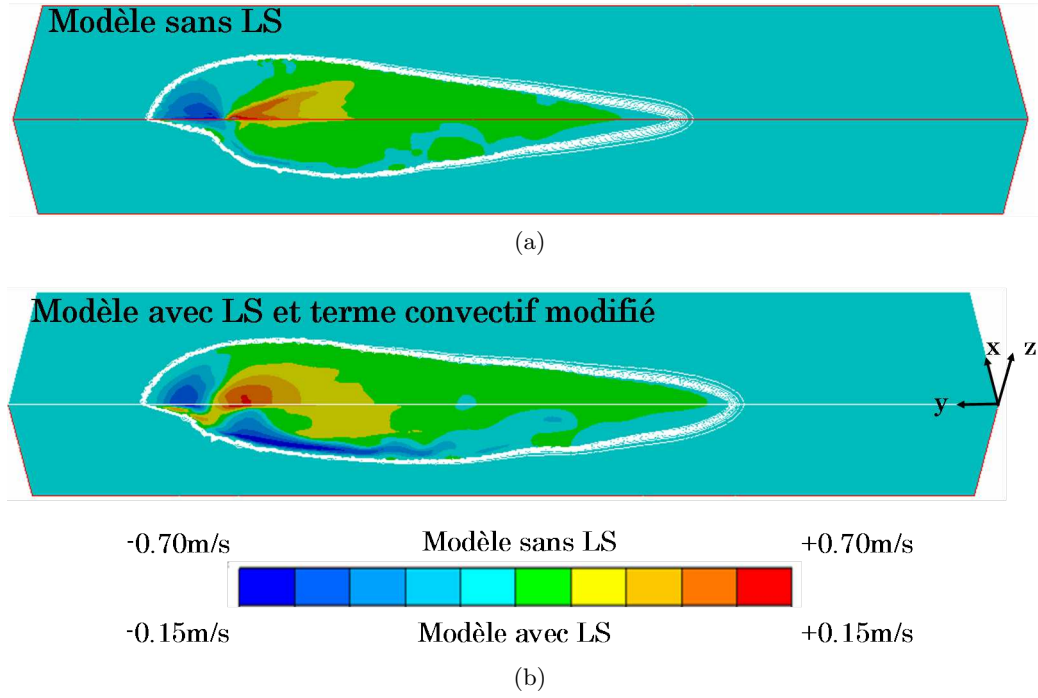 Modèle sans LS
(a)
Modèle avec LS et terme convectif modifié
x z
y
-0.70m/s Modèle sans LS +0.70m/s
-0.15m/s Modèle avec LS +0.15m/s
(b)